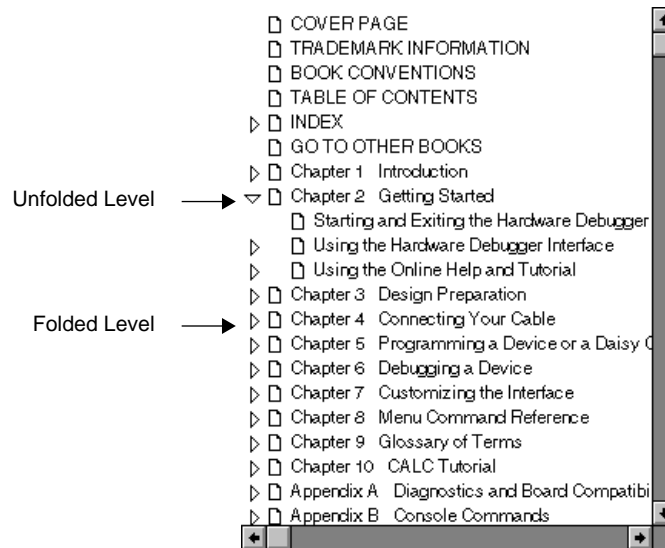 COVER PAGE
TRADEMARK INFORMATION
BOOK CONVENTIONS
TABLE OF CONTENTS
INDEX
GO TO OTHER BOOKS
Chapter 1 Introduction
Unfolded Level
Chapter 2 Getting Started
Starting and Exiting the Hardware Debugger
Using the Hardware Debugger Interface
Using the Online Help and Tutorial
Chapter 3 Design Preparation
Folded Level
Chapter 4 Connecting Your Cable
Chapter 5 Programming a Device or a Daisy C
Chapter 6 Debugging a Device
Chapter 7 Customizing the Interface
Chapter 8 Menu Command Reference
Chapter 9 Glossary of Terms
Chapter 10 CALC Tutorial
Appendix A Diagnostics and Board Compatibi
Appendix B Console Commands